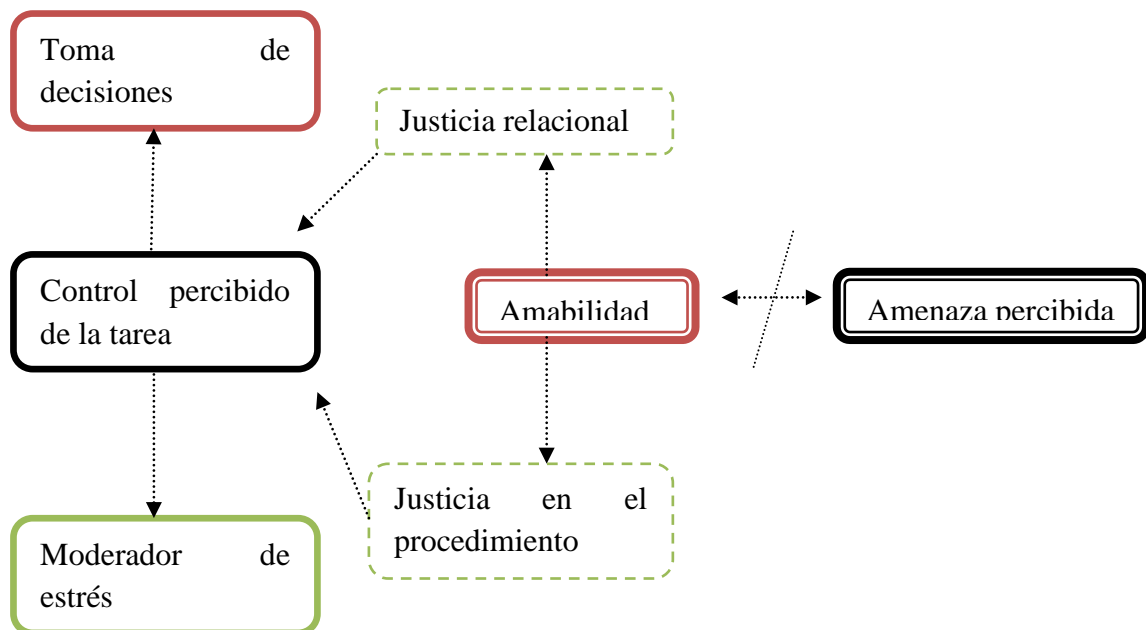 Toma de
decisiones
Justicia relacional
Control percibido
de la tarea
Amabilidad
Amenaza percibida
Justicia en el
procedimiento
Moderador de
estrés